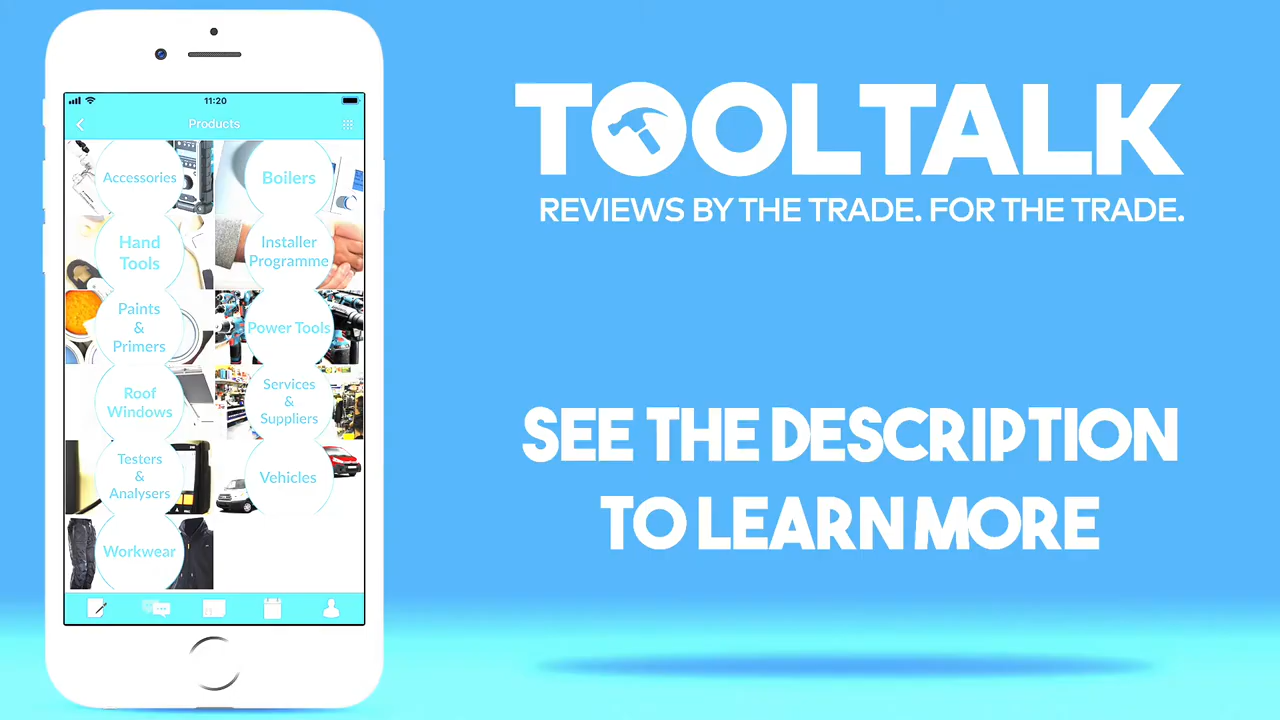 11:20
Products
Accessories
Boilers
Hand
Tools
Installer
Programme
Paints
&
Primers
Power Tools
Roof
Windows
Services
&
Suppliers
Testers
&
Analysers
Vehicles
Workwear
TOOLTALK
REVIEWS BY THE TRADE. FOR THE TRADE.
SEE THE DESCRIPTION
TO LEARN MORE